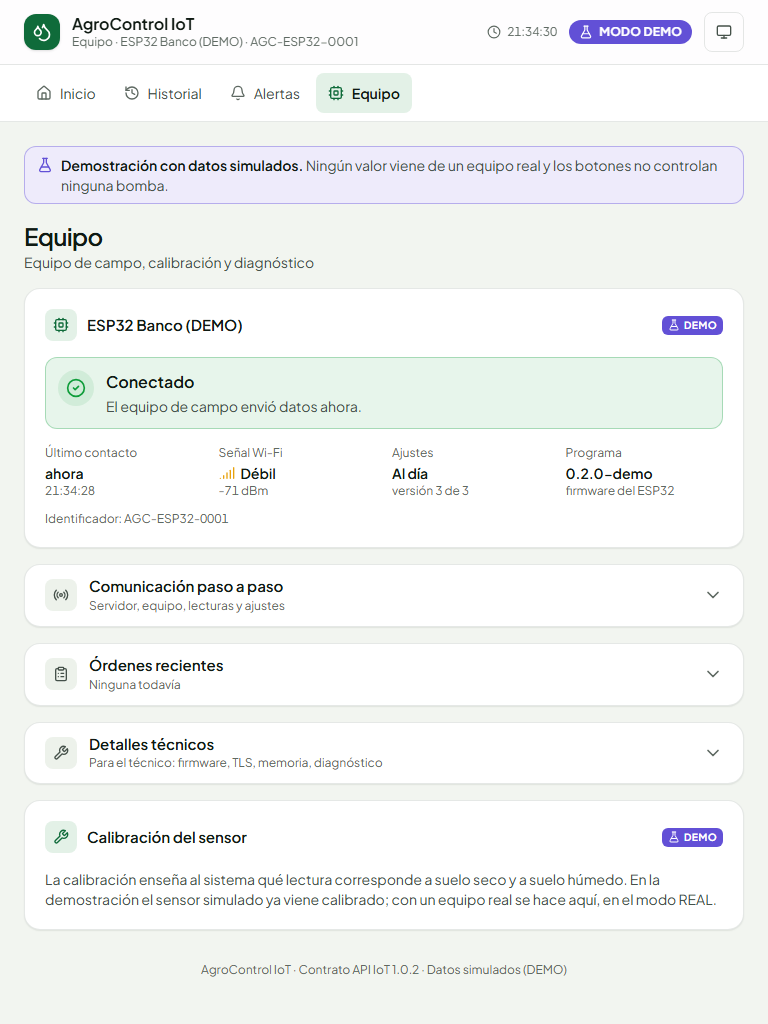 AgroControl IoT
Equipo · ESP32 Banco (DEMO) · AGC-ESP32-0001
21:34:30
MODO DEMO
Inicio
Historial
Alertas
Equipo
Demostración con datos simulados. Ningún valor viene de un equipo real y los botones no controlan
ninguna bomba.
Equipo
Equipo de campo, calibración y diagnóstico
ESP32 Banco (DEMO)
DEMO
Conectado
El equipo de campo envió datos ahora.
Último contacto
ahora
21:34:28
Señal Wi-Fi
Débil
-71 dBm
Ajustes
Al día
versión 3 de 3
Programa
0.2.0-demo
firmware del ESP32
Identificador: AGC-ESP32-0001
Comunicación paso a paso
Servidor, equipo, lecturas y ajustes
Órdenes recientes
Ninguna todavía
Detalles técnicos
Para el técnico: firmware, TLS, memoria, diagnóstico
Calibración del sensor
DEMO
La calibración enseña al sistema qué lectura corresponde a suelo seco y a suelo húmedo. En la
demostración el sensor simulado ya viene calibrado; con un equipo real se hace aquí, en el modo REAL.
AgroControl IoT · Contrato API IoT 1.0.2 · Datos simulados (DEMO)